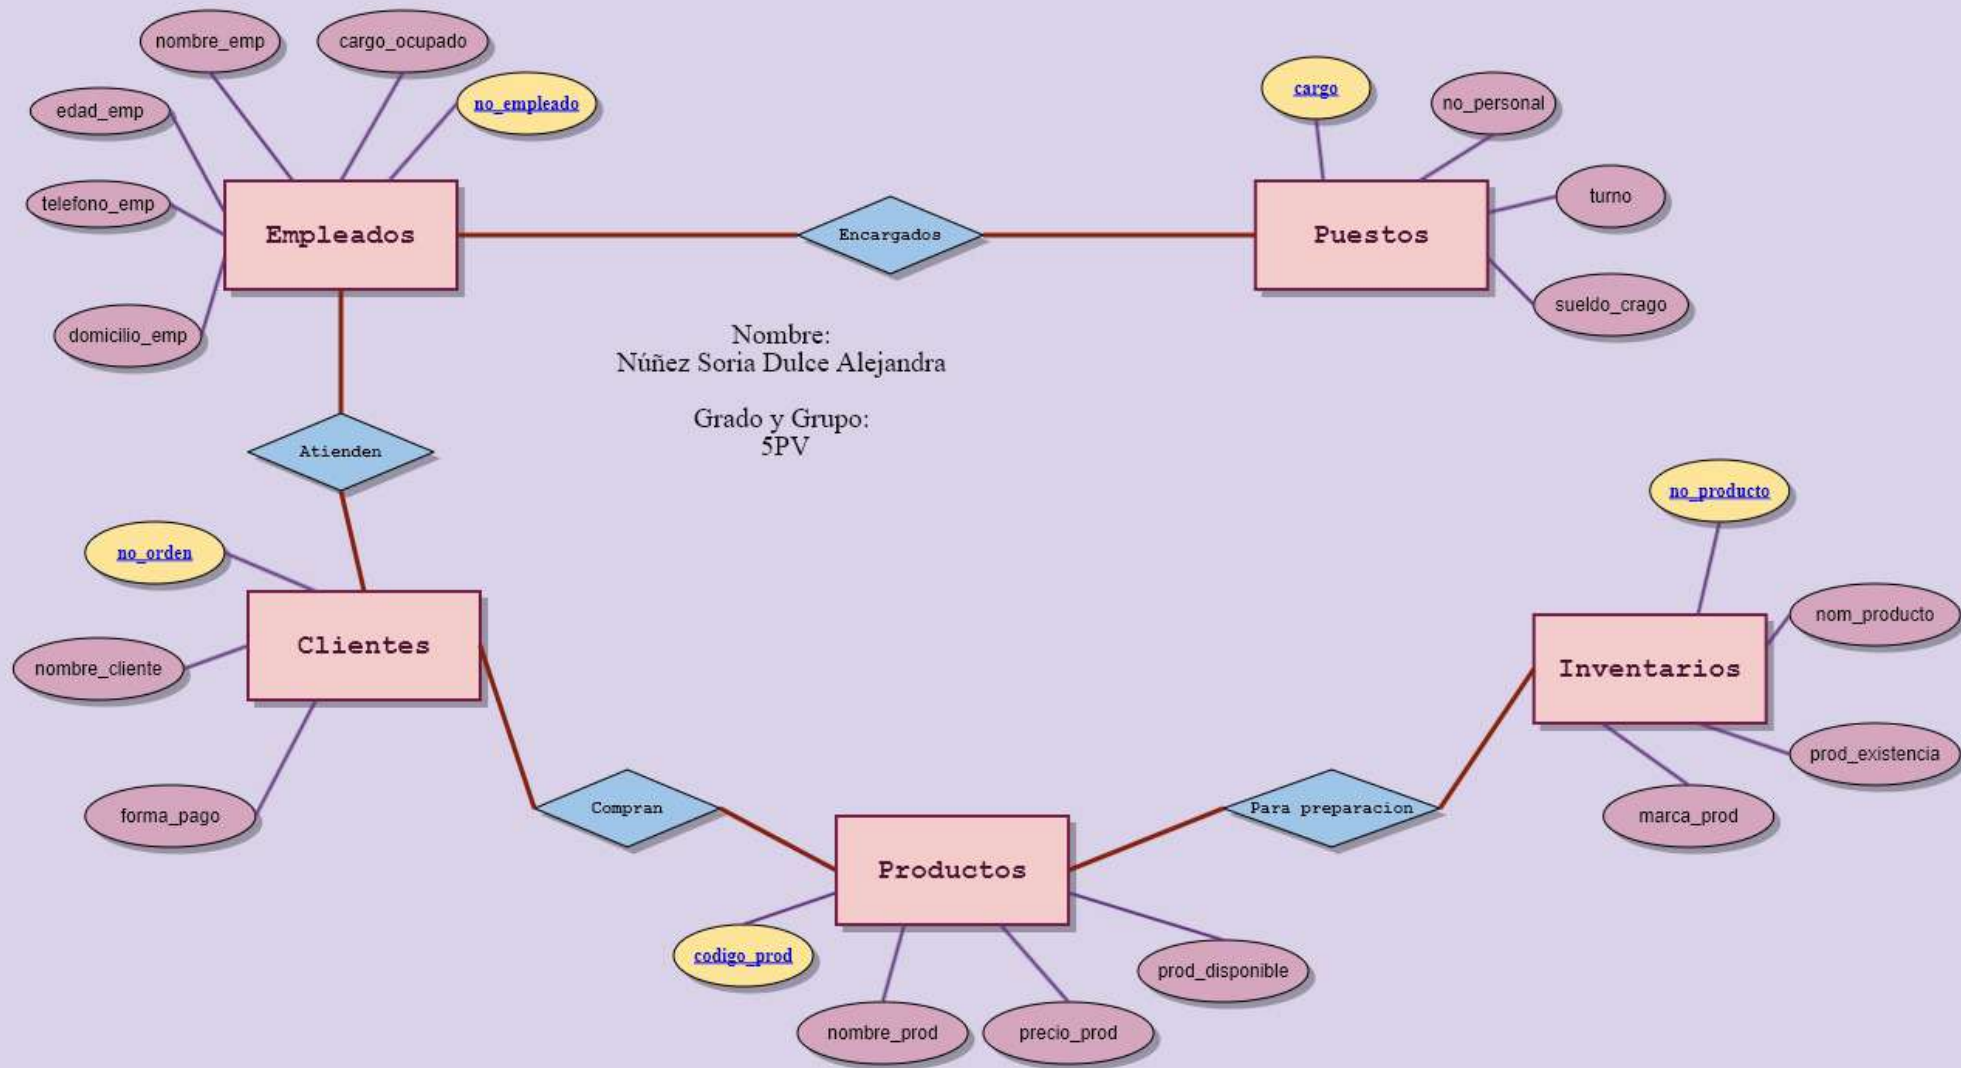 nombre_emp
cargo_ocupado
no_empleado
edad_emp
telefono_emp
domicilio_emp
Empleados
Encargados
cargo
no_personal
turno
sueldo_crago
Puestos
Nombre:
Núñez Soria Dulce Alejandra
Grado y Grupo:
5PV
Atienden
no_orden
nombre_cliente
forma_pago
Clientes
Compran
Productos
codigo_prod
nombre_prod
precio_prod
prod_disponible
Para preparacion
no_producto
nom_producto
Inventarios
prod_existencia
marca_prod